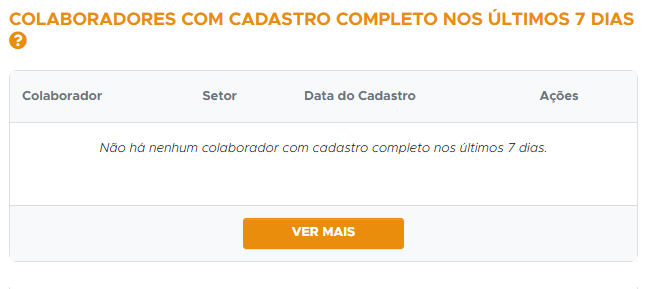 COLABORADORES COM CADASTRO COMPLETO NOS ÚLTIMOS 7 DIAS
?
Colaborador Setor Data do Cadastro Ações
Não há nenhum colaborador com cadastro completo nos últimos 7 dias.
VER MAIS